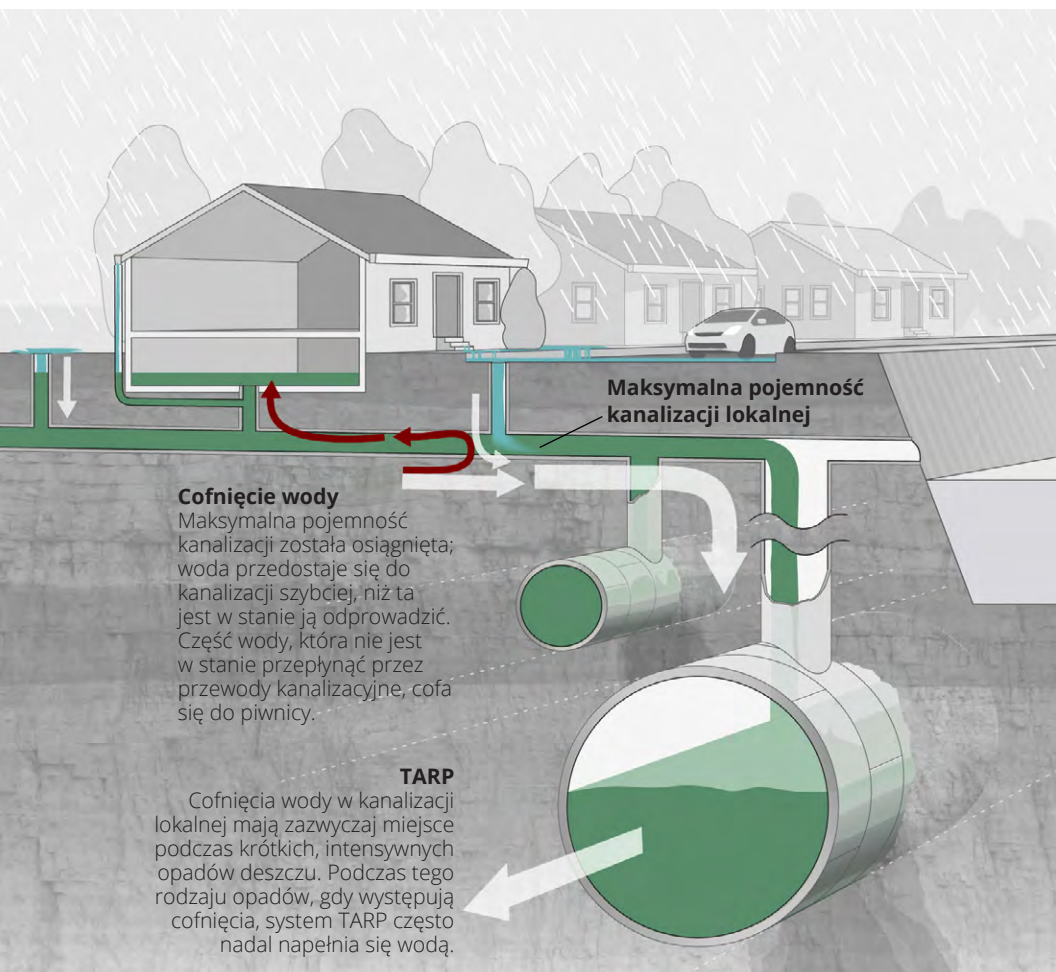 Maksymalna pojemność
kanalizacji lokalnej
Cofnięcie wody
Maksymalna pojemność
kanalizacji została osiągnięta;
woda przedostaje się do
kanalizacji szybciej, niż ta
jest w stanie ją odprowadzić.
Część wody, która nie jest
w stanie przepłynąć przez
przewody kanalizacyjne, cofa
się do piwnicy.
TARP
Cofnięcia wody w kanalizacji
lokalnej mają zazwyczaj miejsce
podczas krótkich, intensywnych
opadów deszczu. Podczas tego
rodzaju opadów, gdy występują
cofnięcia, system TARP często
nadal napełnia się wodą.